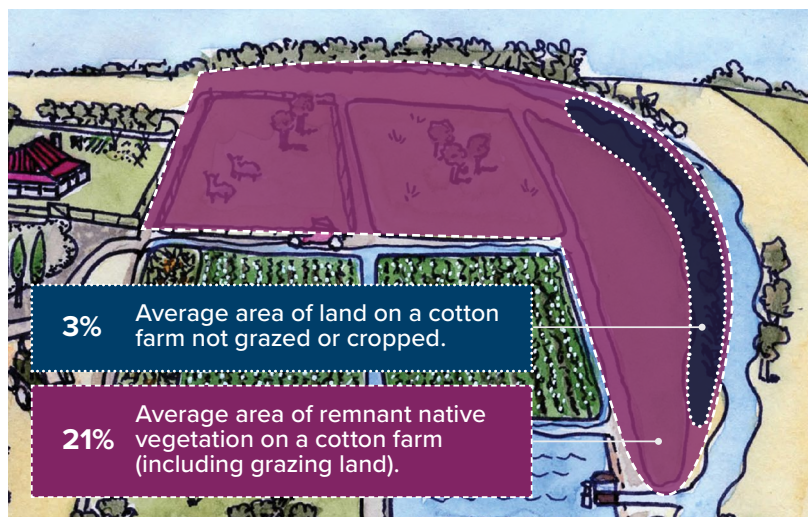 3%
Average area of land on a cotton
farm not grazed or cropped.
21%
Average area of remnant native
vegetation on a cotton farm
(including grazing land).